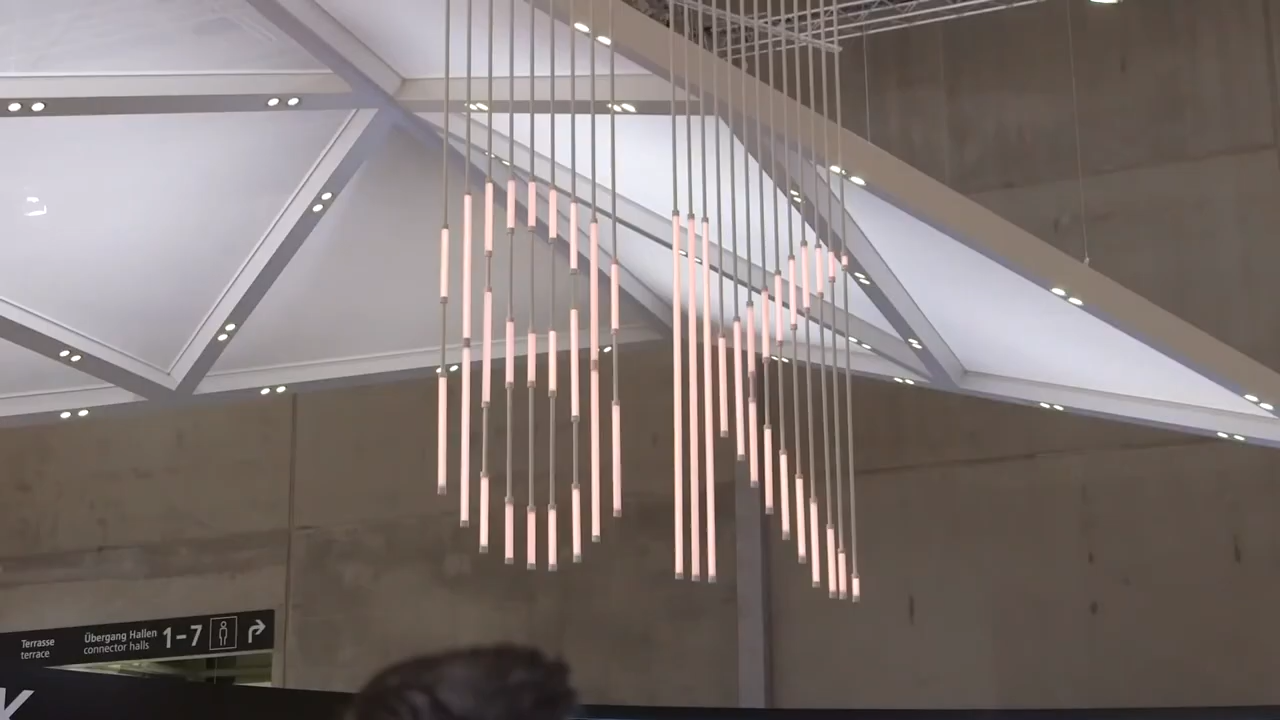 Terrasse
terrace
Übergang Hallen
connector halls
1–7